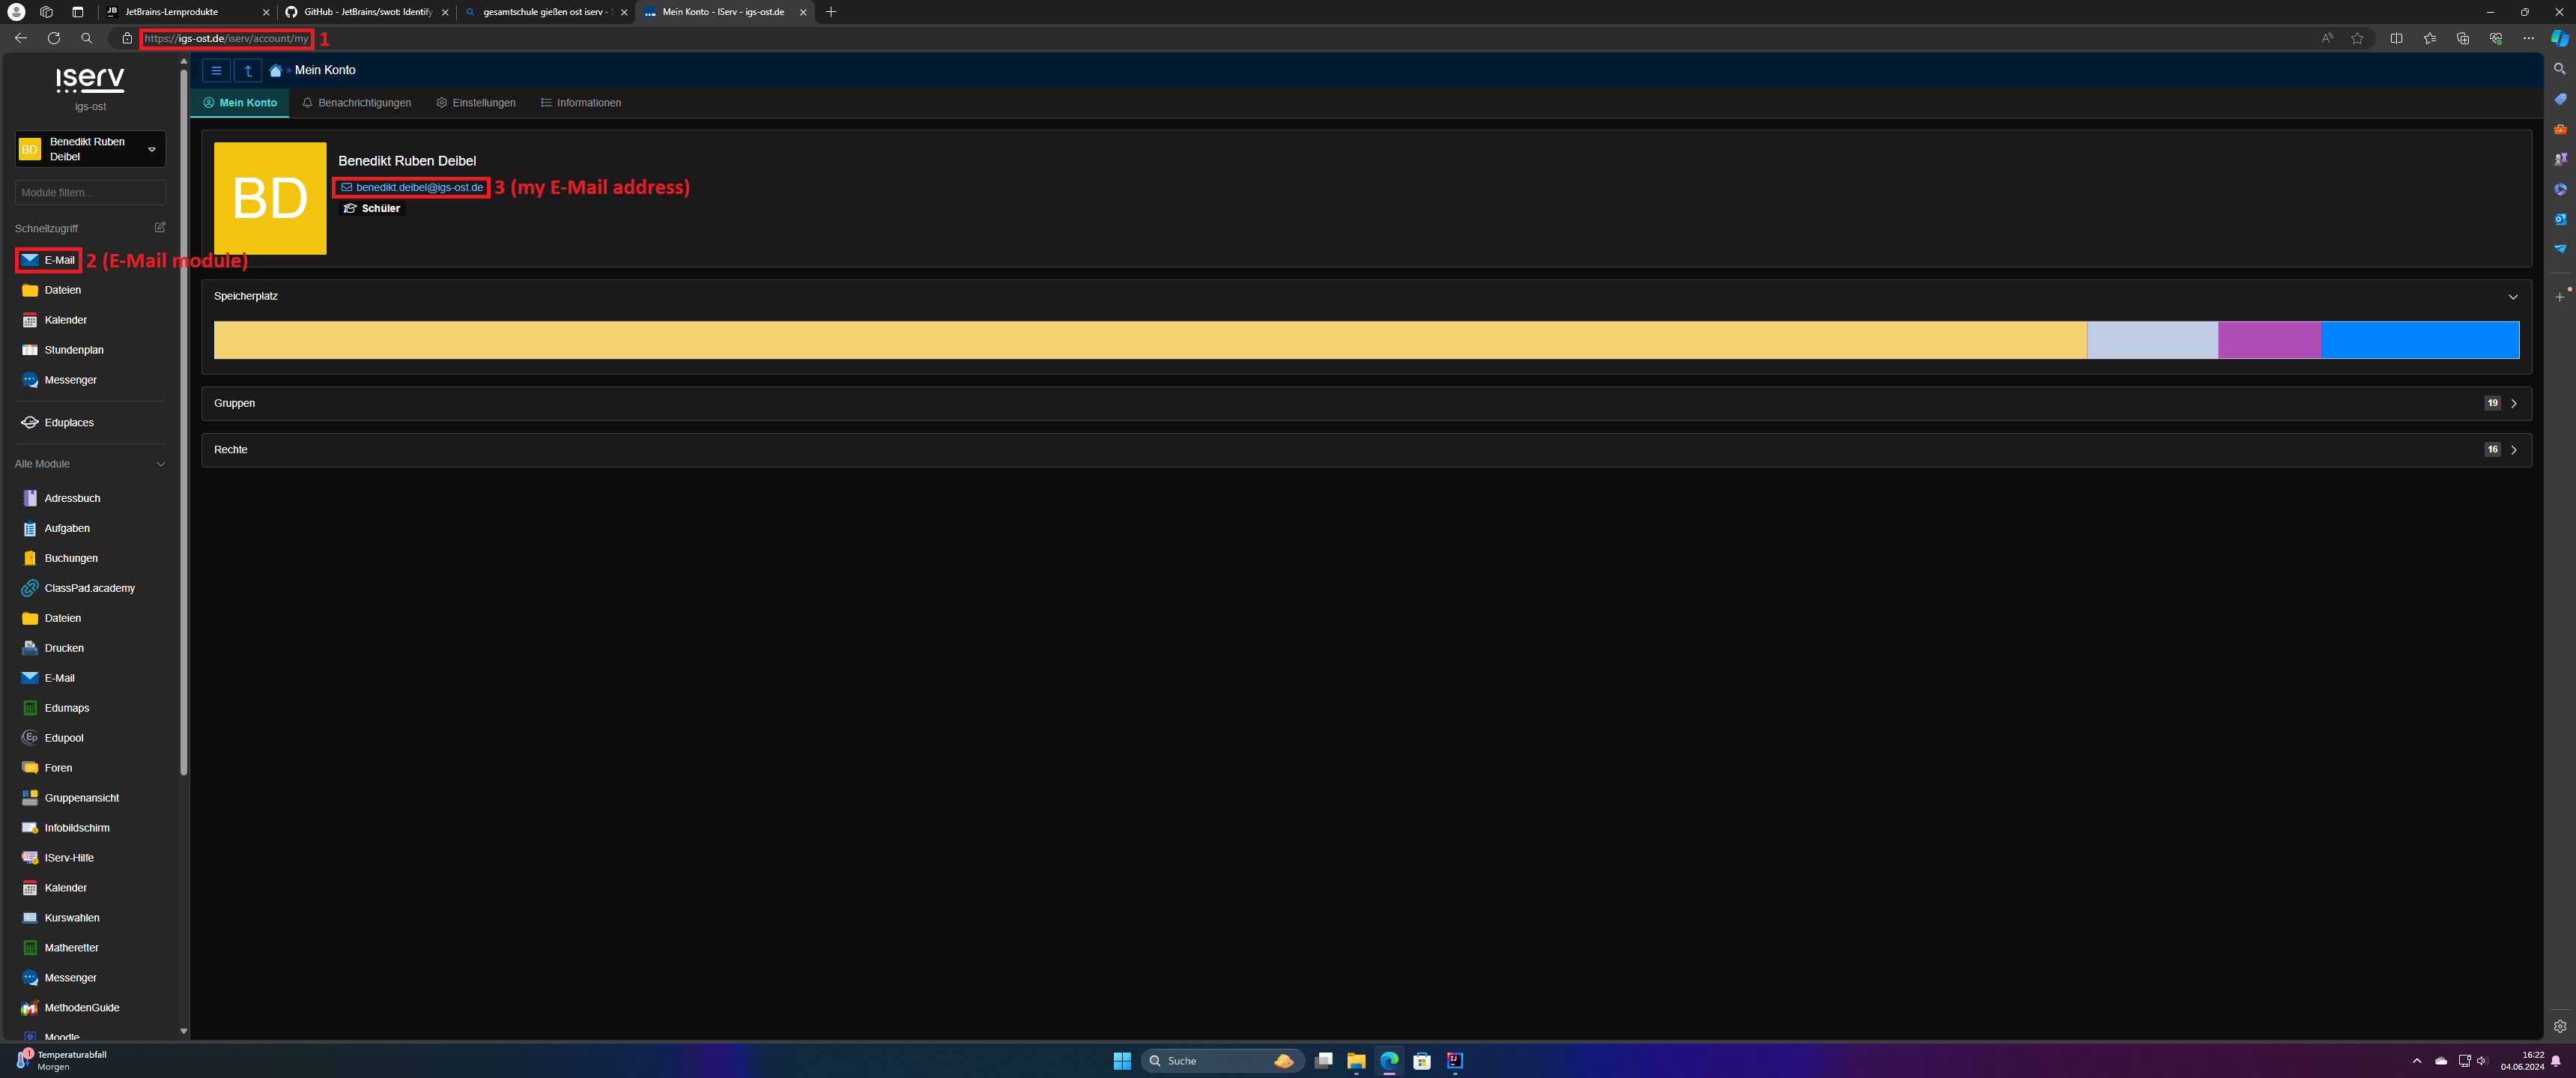 JetBrains-Lernprodukte
GitHub - JetBrains/swot: Identify
gesamtschule gießen ost iserv -
Mein Konto - IServ - igs-ost.de
https://igs-ost.de/iserv/account/my 1
Iserv
igs-ost
BD Benedikt Ruben
Deibel
Module filtern...
Schnellzugriff
E-Mail 2 (E-Mail module)
Dateien
Kalender
Stundenplan
Messenger
Eduplaces
Alle Module
Adressbuch
Aufgaben
Buchungen
ClassPad.academy
Dateien
Drucken
E-Mail
Edumaps
Edupool
Foren
Gruppenansicht
Infobildschirm
IServ-Hilfe
Kalender
Kurswahlen
Matheretter
Messenger
MethodenGuide
Moodle
» Mein Konto
Mein Konto Benachrichtigungen Einstellungen Informationen
BD
Benedikt Ruben Deibel
benedikt.deibel@igs-ost.de 3 (my E-Mail address)
Schüler
Speicherplatz
Gruppen 19
Rechte 16
1 Temperaturabfall
Morgen
Suche
16:22
04.06.2024